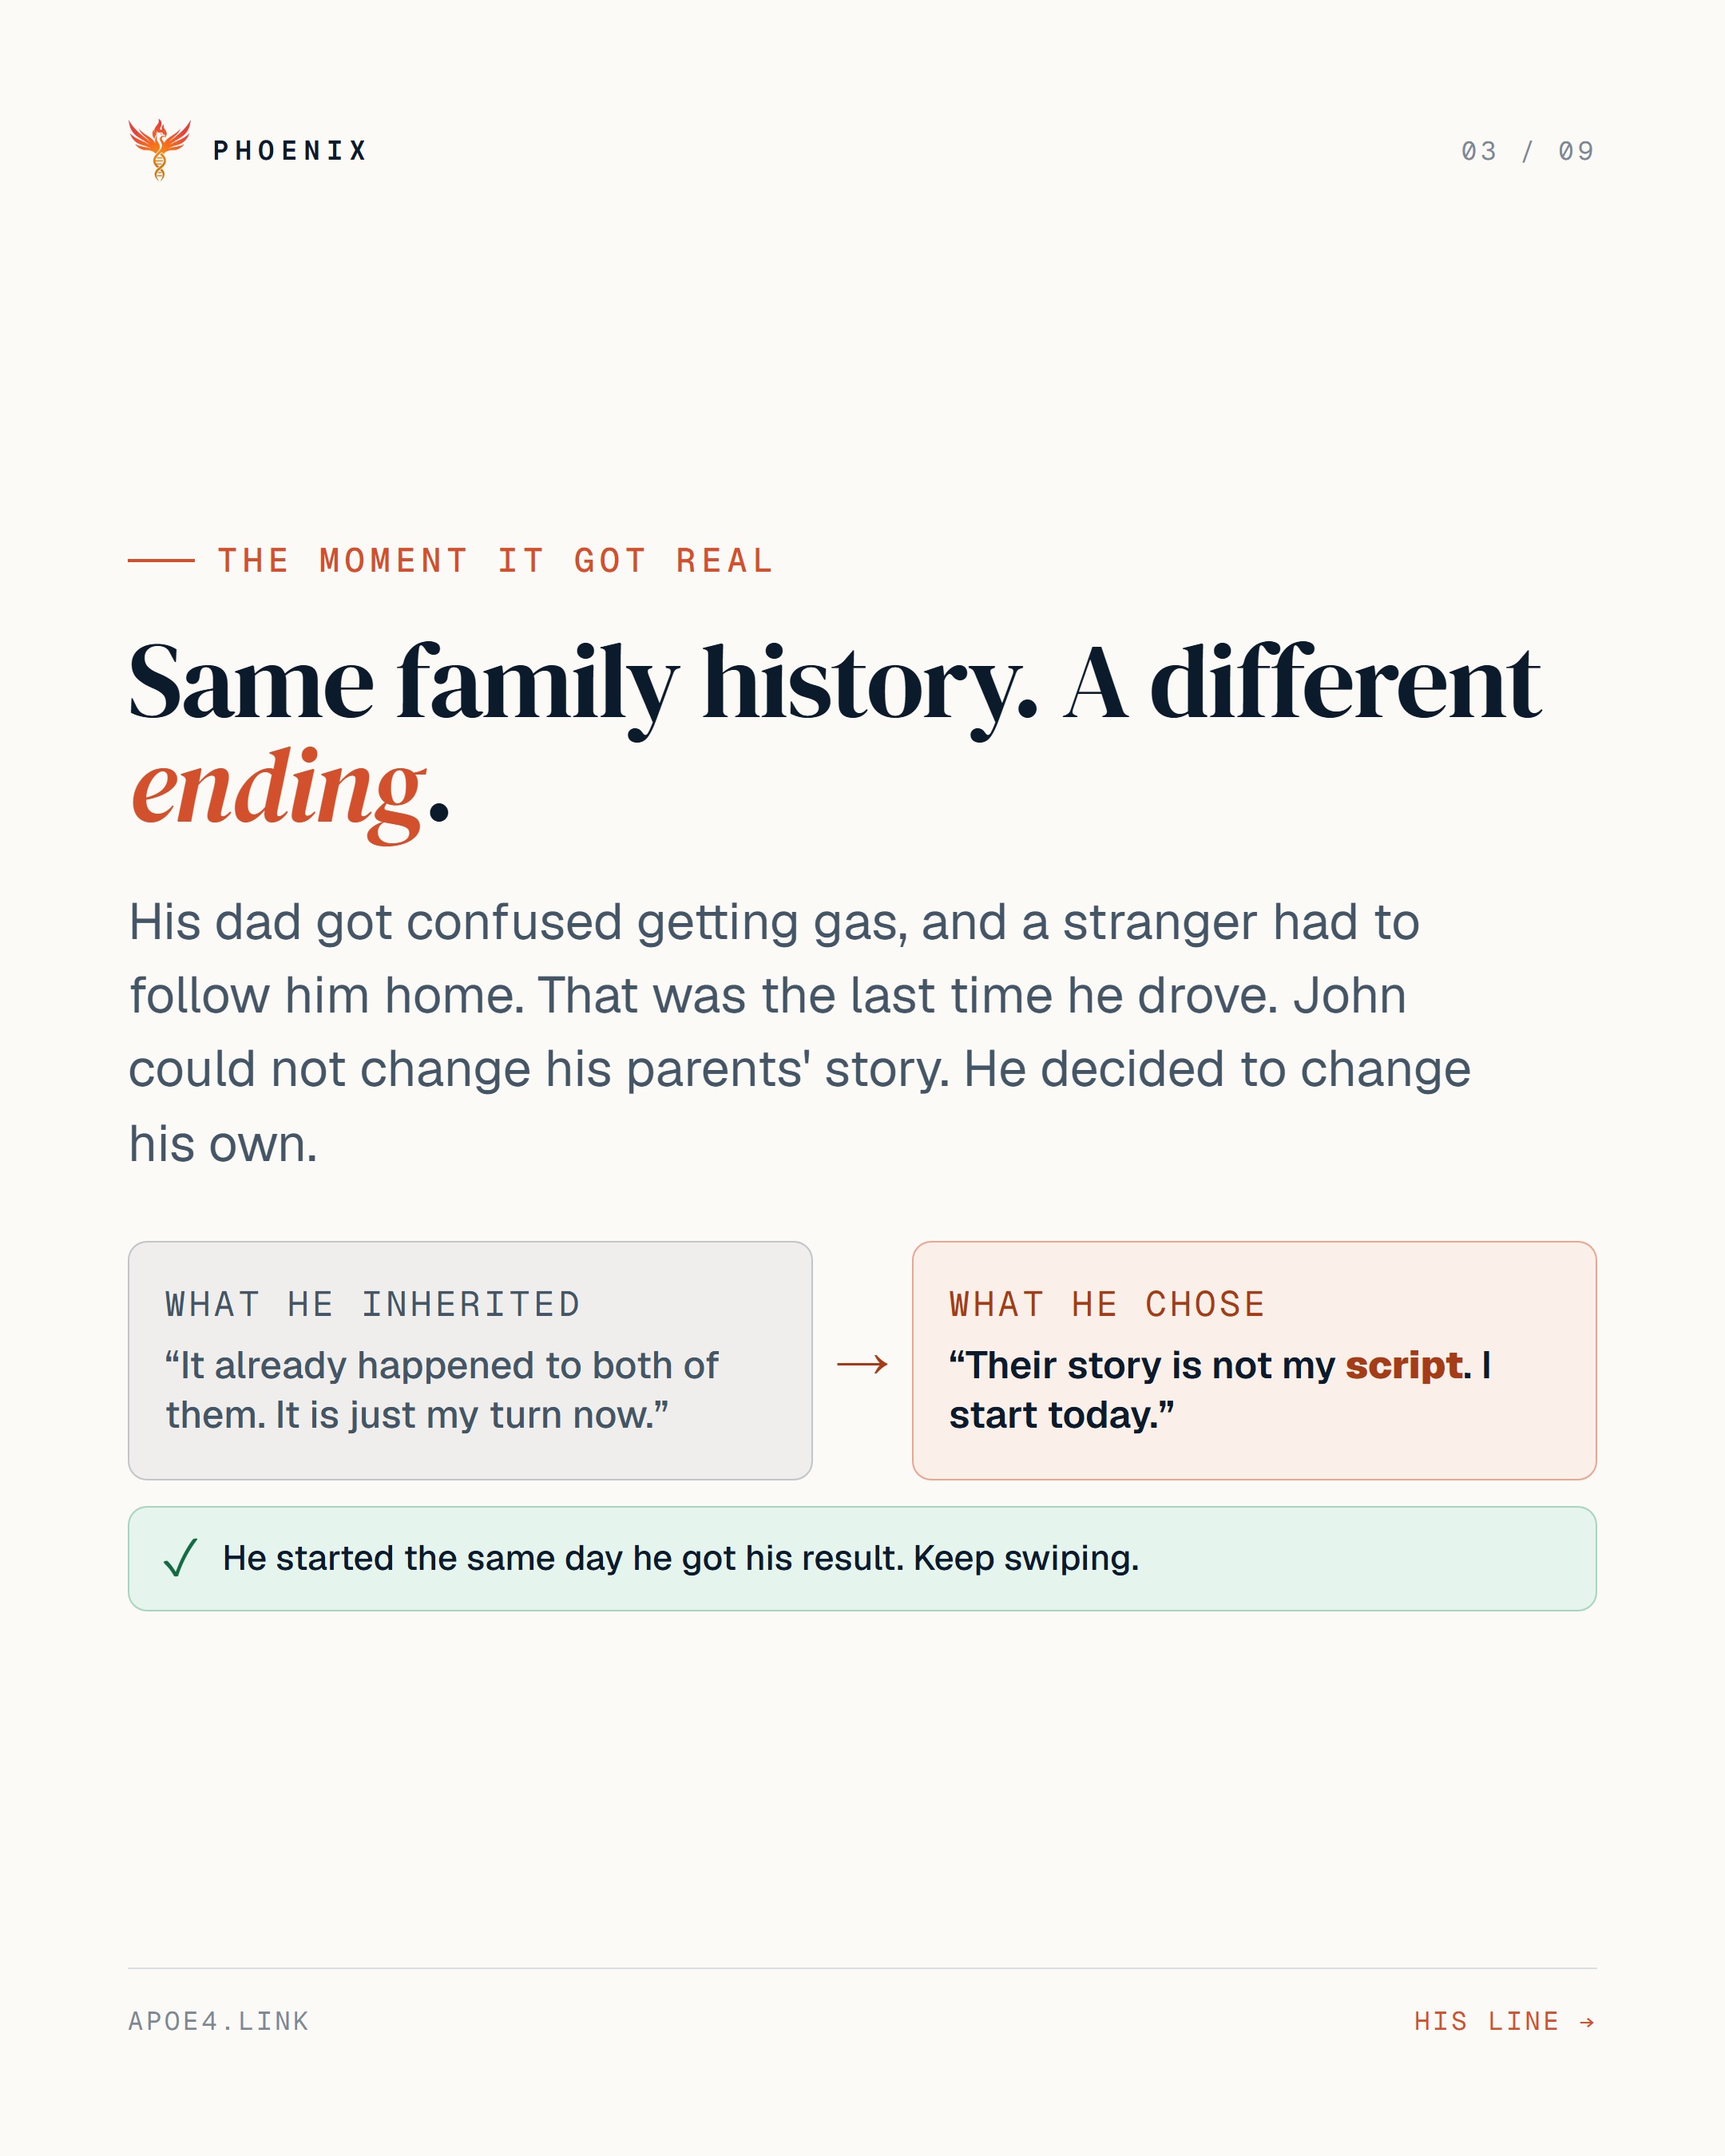 PHOENIX
03 / 09
THE MOMENT IT GOT REAL
Same family history. A different
ending.
His dad got confused getting gas, and a stranger had to
follow him home. That was the last time he drove. John
could not change his parents' story. He decided to change
his own.
WHAT HE INHERITED
“It already happened to both of
them. It is just my turn now.”
→
WHAT HE CHOSE
“Their story is not my script. I
start today.”
✓ He started the same day he got his result. Keep swiping.
APOE4.LINK
HIS LINE →